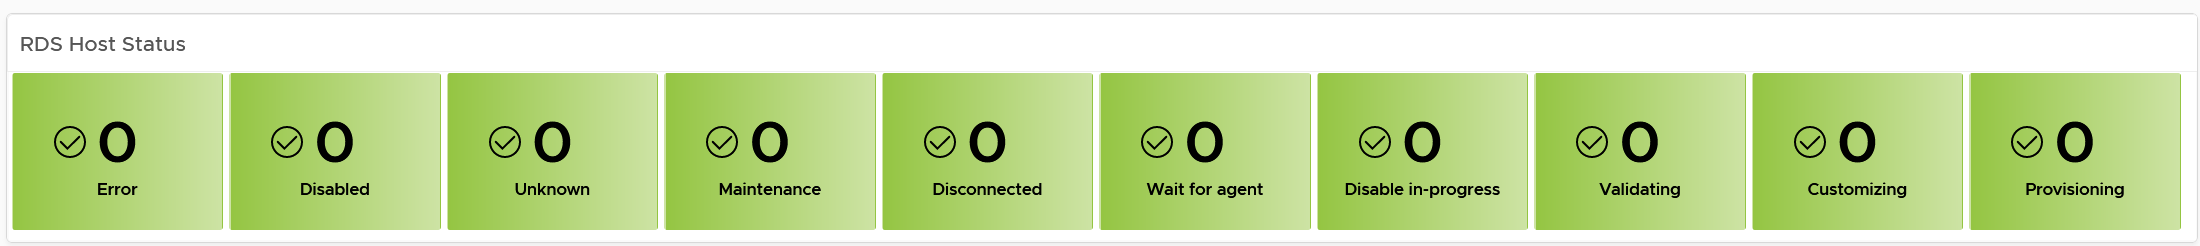 RDS Host Status
0
Error
0
Disabled
0
Unknown
0
Maintenance
0
Disconnected
0
Wait for agent
0
Disable in-progress
0
Validating
0
Customizing
0
Provisioning